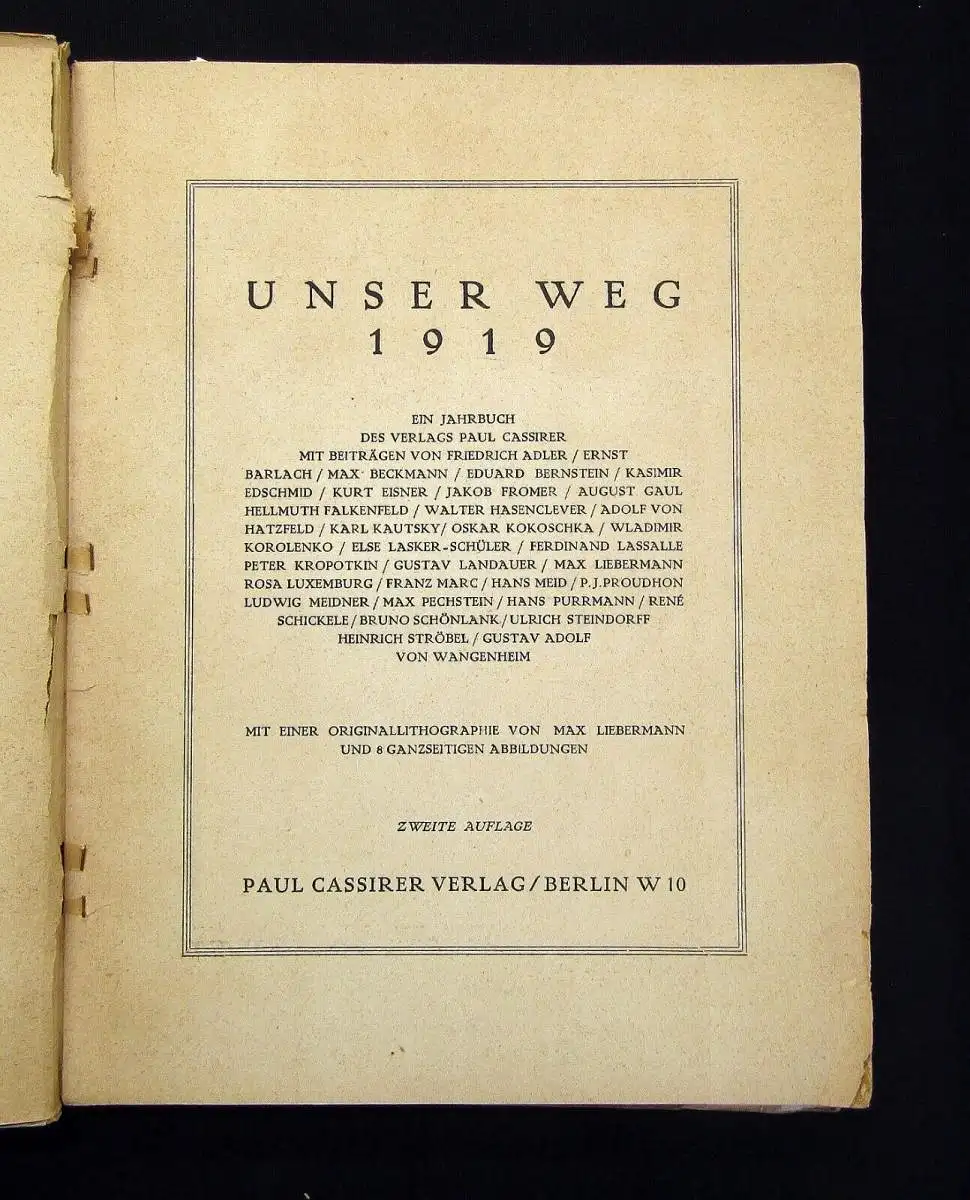 UNSER WEG
1919
EIN JAHRBUCH
DES VERLAGS PAUL CASSIRER
MIT BEITRÄGEN VON FRIEDRICH ADLER / ERNST
BARLACH / MAX BECKMANN / EDUARD BERNSTEIN / KASIMIR
EDSCHMID / KURT EISNER / JAKOB FROMER / AUGUST GAUL
HELLMUTH FALKENFELD / WALTER HASENCLEVER / ADOLF VON
HATZFELD / KARL KAUTSKY / OSKAR KOKOSCHKA / WLADIMIR
KOROLENKO / ELSE LASKER-SCHÜLER / FERDINAND LASSALLE
PETER KROPOTKIN / GUSTAV LANDAUER / MAX LIEBERMANN
ROSA LUXEMBURG / FRANZ MARC / HANS MEID / P. J. PROUDHON
LUDWIG MEIDNER / MAX PECHSTEIN / HANS PURRMANN / RENÉ
SCHICKELE / BRUNO SCHÖNLANK / ULRICH STEINDORFF
HEINRICH STRÖBEL / GUSTAV ADOLF
VON WANGENHEIM
MIT EINER ORIGINALLITHOGRAPHIE VON MAX LIEBERMANN
UND 8 GANZSEITIGEN ABBILDUNGEN
ZWEITE AUFLAGE
PAUL CASSIRER VERLAG / BERLIN W 10